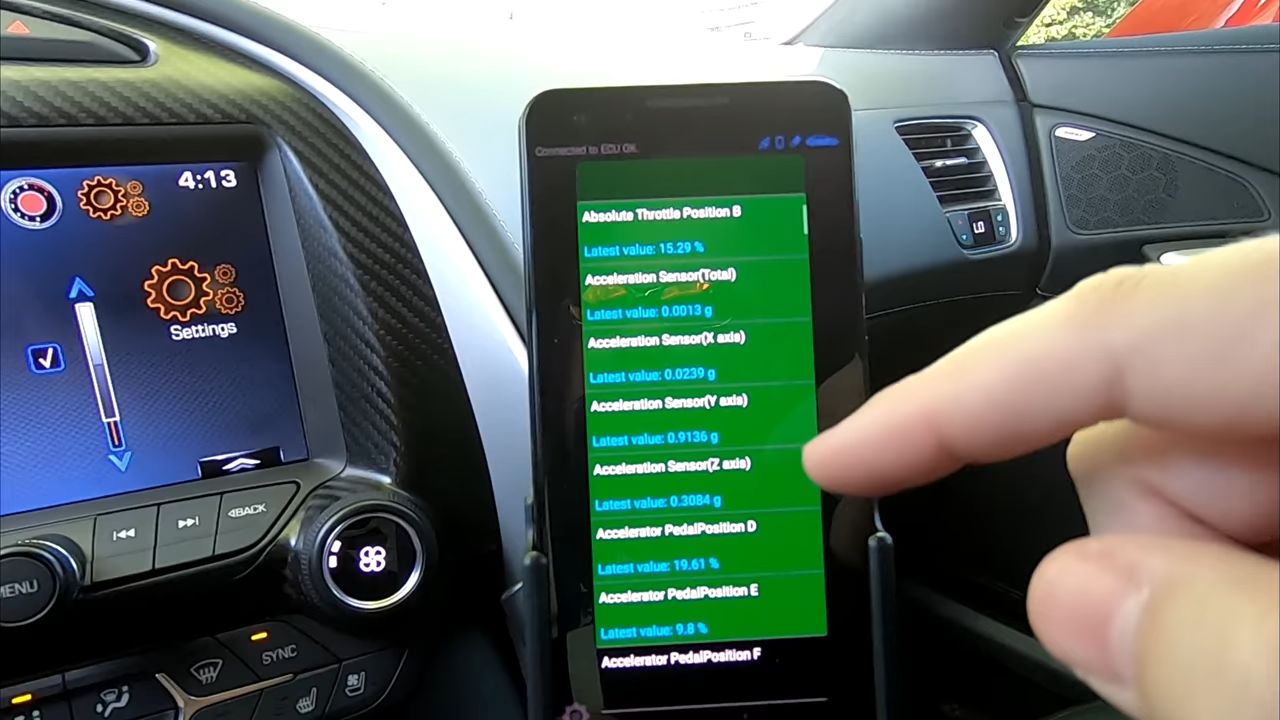 4:13
Settings
BACK
MENU
SYNC
Connected to ECU OK.
Absolute Throttle Position B
Latest value: 15.29 %
Acceleration Sensor(Total)
Latest value: 0.0013 g
Acceleration Sensor(X axis)
Latest value: 0.0239 g
Acceleration Sensor(Y axis)
Latest value: 0.9136 g
Acceleration Sensor(Z axis)
Latest value: 0.3084 g
Accelerator PedalPosition D
Latest value: 19.61 %
Accelerator PedalPosition E
Latest value: 9.8 %
Accelerator PedalPosition F